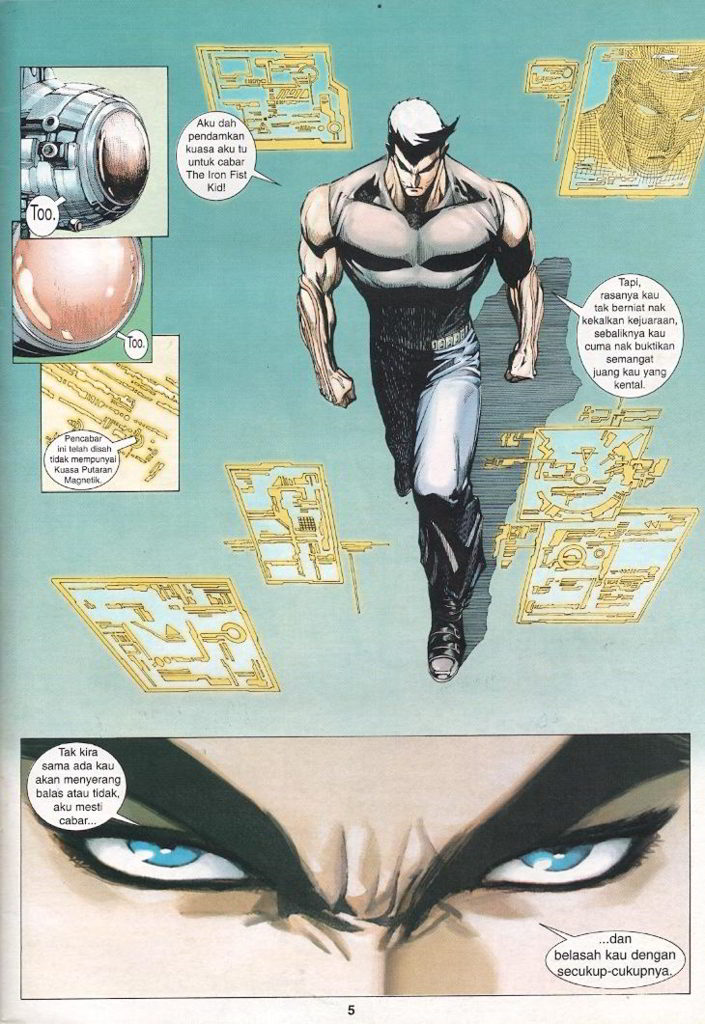 Too.
Too.
Pencabar
ini telah disah
tidak mempunyai
Kuasa Putaran
Magnetik.
Aku dah
pendamkan
kuasa aku tu
untuk cabar
The Iron Fist
Kid!
Tapi,
rasanya kau
tak berniat nak
kekalkan kejuaraan,
sebaliknya kau
cuma nak buktikan
semangat
juang kau yang
kental.
Tak kira
sama ada kau
akan menyerang
balas atau tidak,
aku mesti
cabar...
...dan
belasah kau dengan
secukup-cukupnya.
5